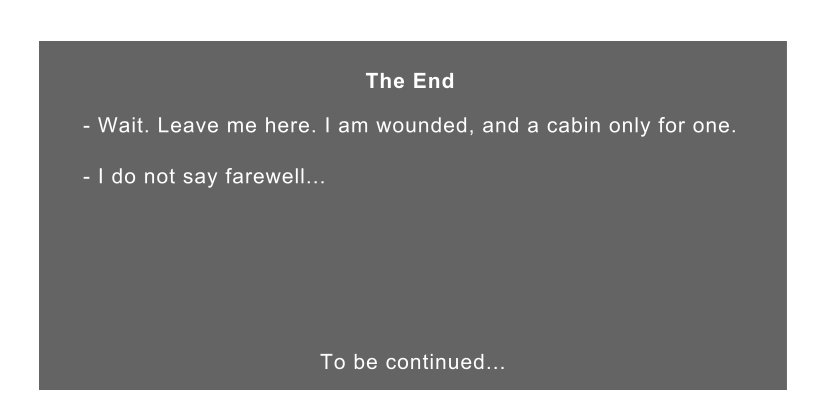 The End
- Wait. Leave me here. I am wounded, and a cabin only for one.
- I do not say farewell...
To be continued...